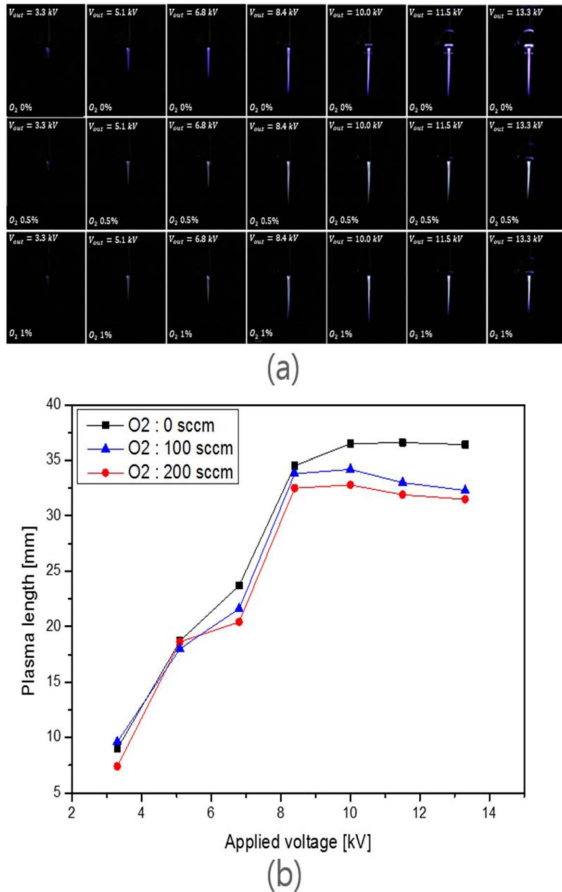 V_out = 3.3 kV V_out = 5.1 kV V_out = 6.8 kV V_out = 8.4 kV V_out = 10.0 kV V_out = 11.5 kV V_out = 13.3 kV
O₂ 0% O₂ 0% O₂ 0% O₂ 0% O₂ 0% O₂ 0% O₂ 0%
V_out = 3.3 kV V_out = 5.1 kV V_out = 6.8 kV V_out = 8.4 kV V_out = 10.0 kV V_out = 11.5 kV V_out = 13.3 kV
O₂ 0.5% O₂ 0.5% O₂ 0.5% O₂ 0.5% O₂ 0.5% O₂ 0.5% O₂ 0.5%
V_out = 3.3 kV V_out = 5.1 kV V_out = 6.8 kV V_out = 8.4 kV V_out = 10.0 kV V_out = 11.5 kV V_out = 13.3 kV
O₂ 1% O₂ 1% O₂ 1% O₂ 1% O₂ 1% O₂ 1% O₂ 1%
(a)
O2 : 0 sccm
O2 : 100 sccm
O2 : 200 sccm
Plasma length [mm]
40
35
30
25
20
15
10
5
2 4 6 8 10 12 14
Applied voltage [kV]
(b)